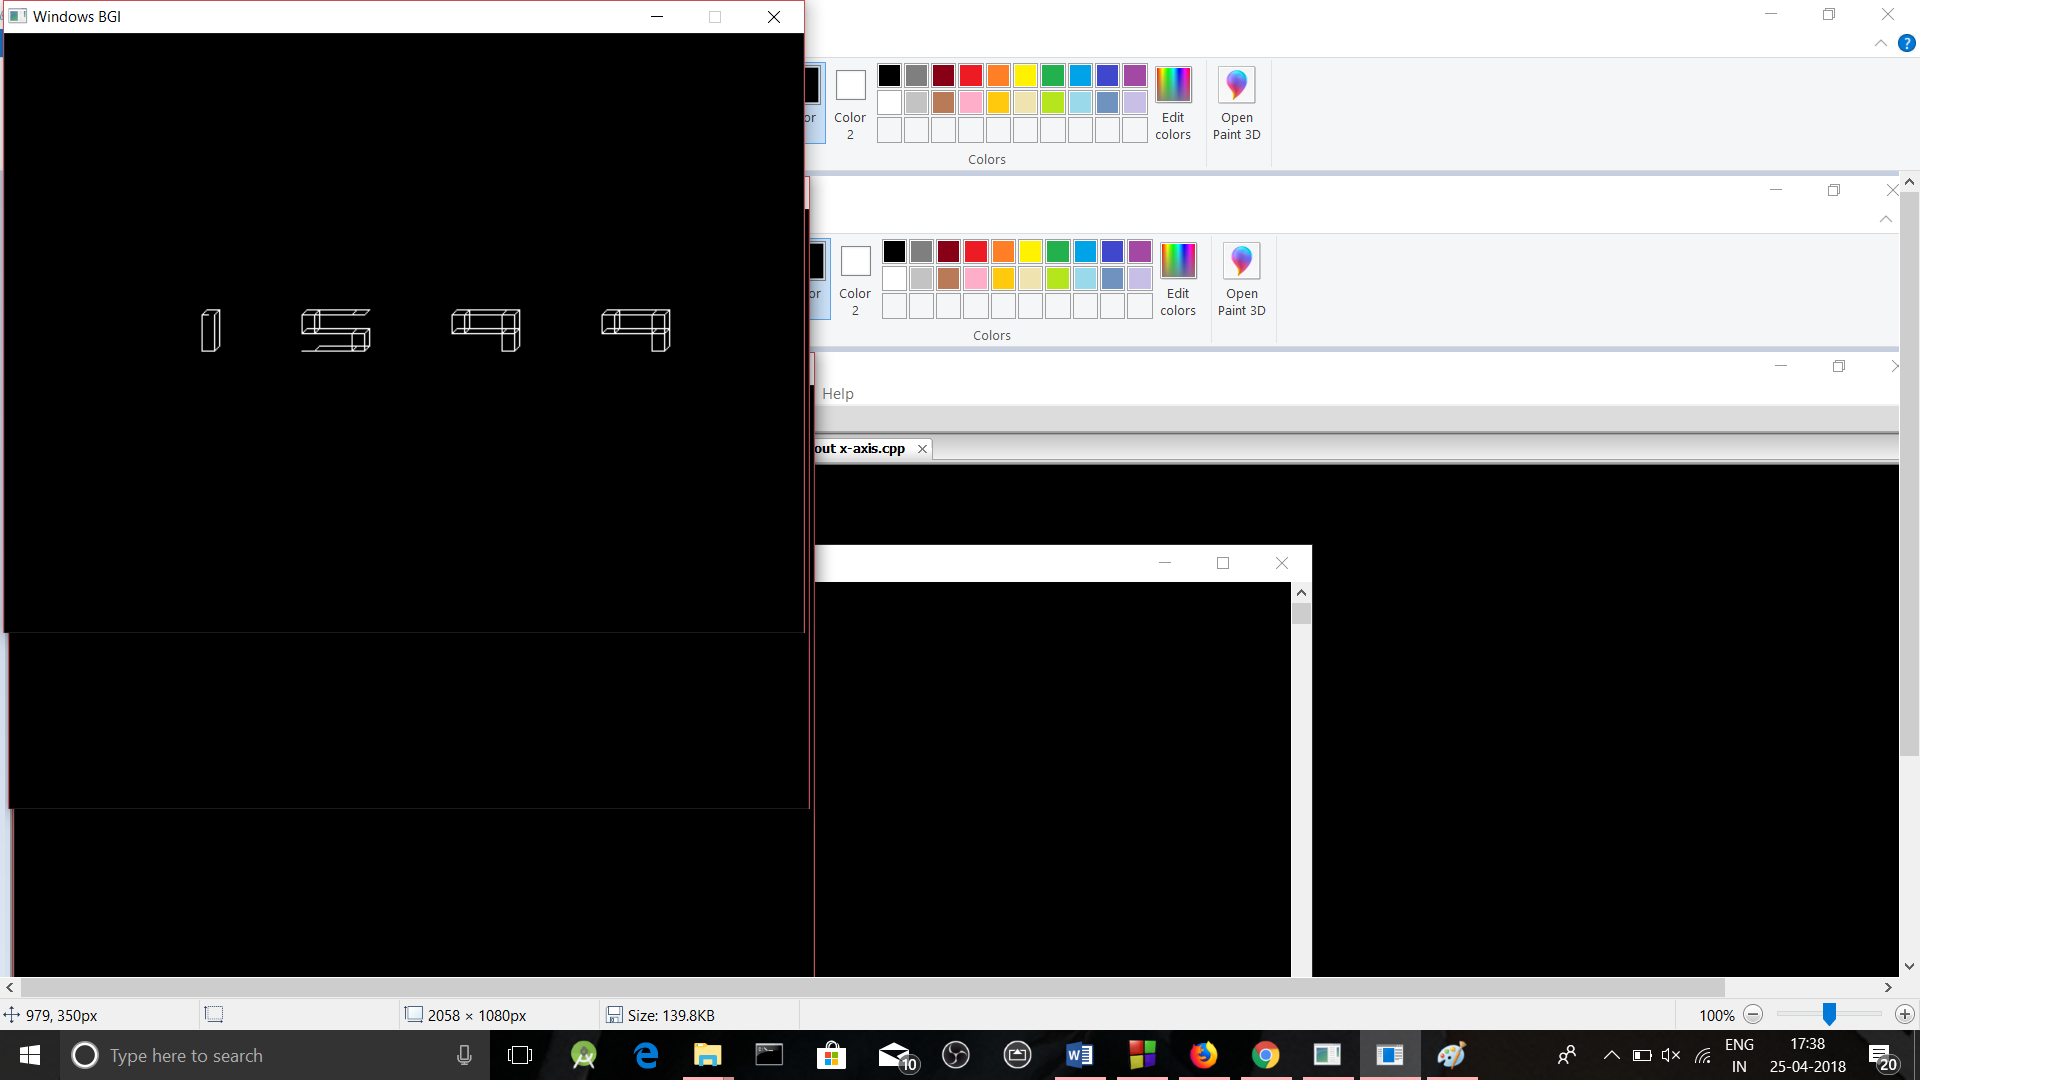 Windows BGI
?
or
Color
2
Edit
colors
Open
Paint 3D
Colors
or
Color
2
Edit
colors
Open
Paint 3D
Colors
1599
Help
out x-axis.cpp
979, 350px
2058 × 1080px
Size: 139.8KB
100%
Type here to search
10
ENG
IN
17:38
25-04-2018
20